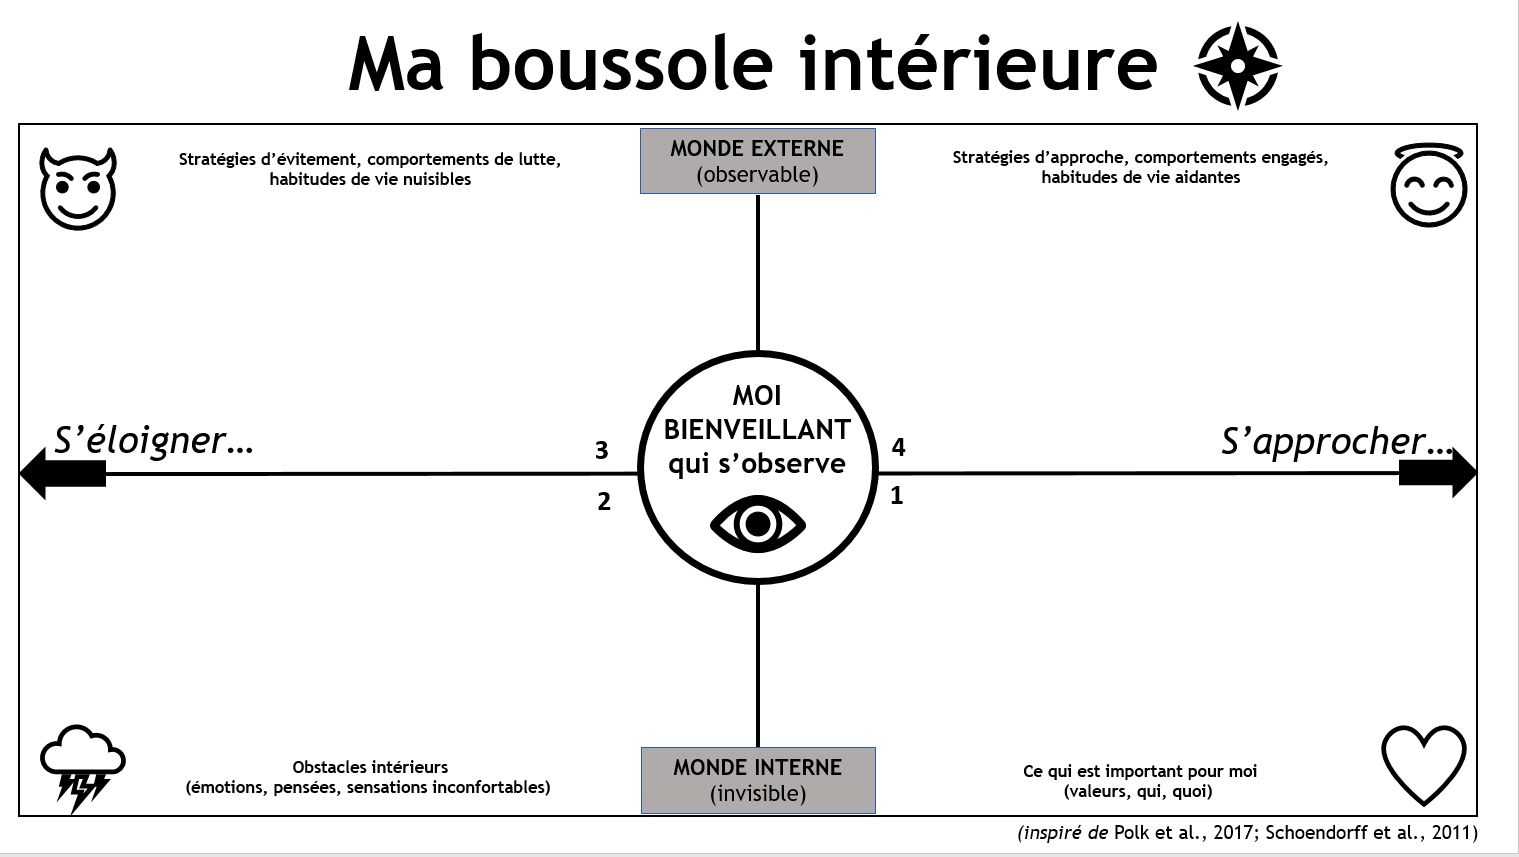 Ma boussole intérieure
MONDE EXTERNE
(observable)
Stratégies d’évitement, comportements de lutte,
habitudes de vie nuisibles
Stratégies d’approche, comportements engagés,
habitudes de vie aidantes
S’éloigner…
S’approcher…
MOI
BIENVEILLANT
qui s’observe
3
4
2
1
Obstacles intérieurs
(émotions, pensées, sensations inconfortables)
MONDE INTERNE
(invisible)
Ce qui est important pour moi
(valeurs, qui, quoi)
(inspiré de Polk et al., 2017; Schoendorff et al., 2011)